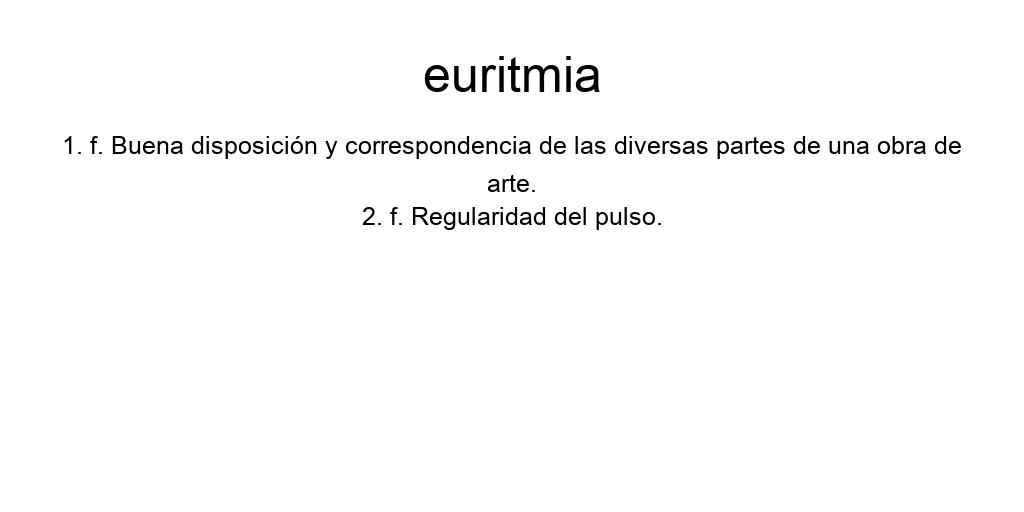 euritmia
1. f. Buena disposición y correspondencia de las diversas partes de una obra de
arte.
2. f. Regularidad del pulso.